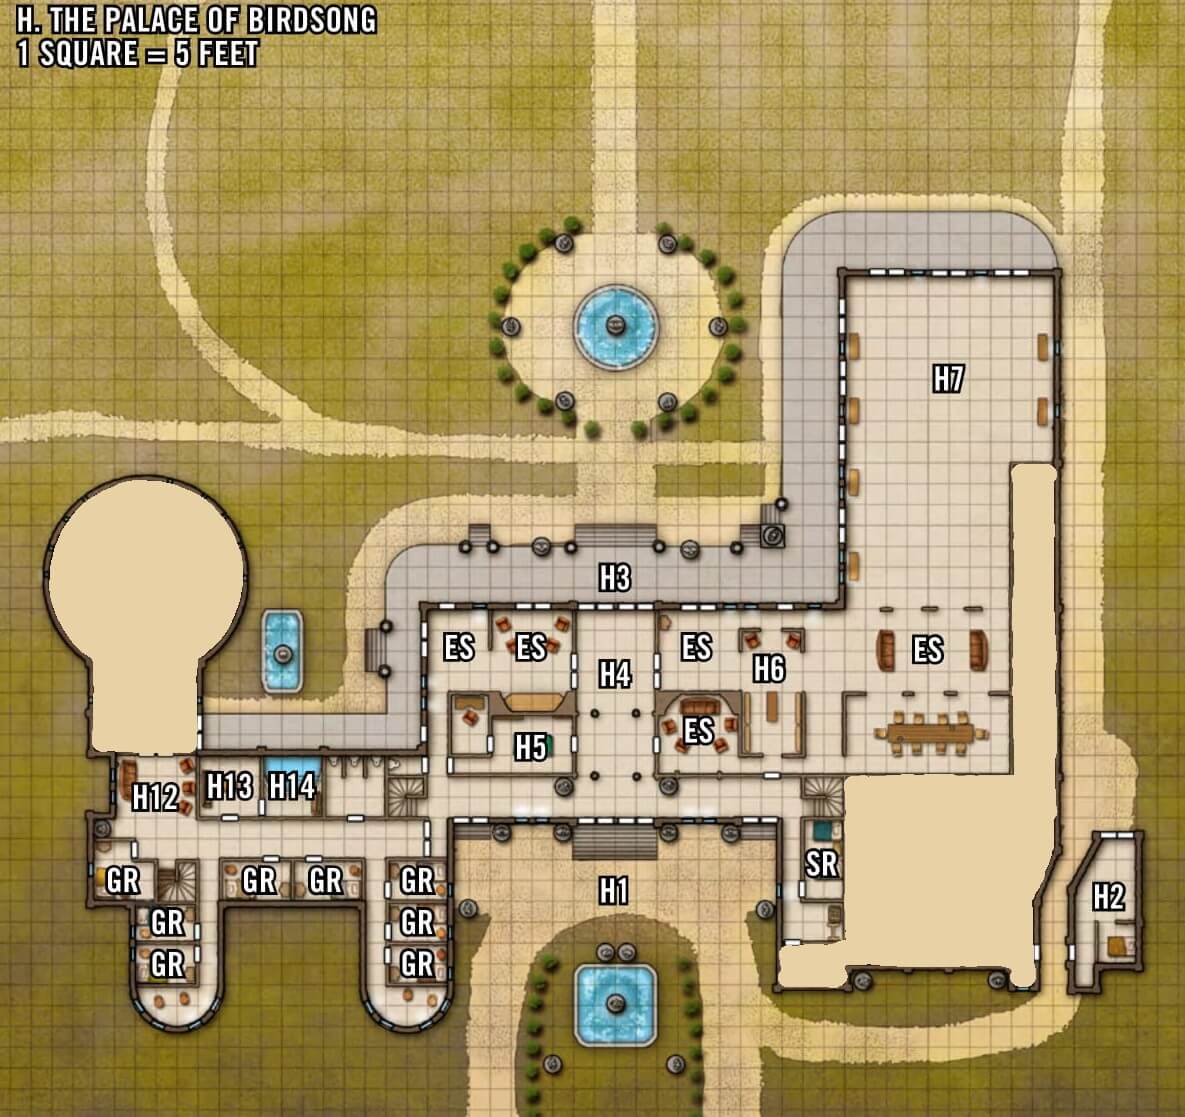 H. THE PALACE OF BIRDSONG
1 SQUARE = 5 FEET
H7
H3
ES
ES
ES
ES
H4
H6
ES
H5
H12
H13
H14
SR
GR
GR
GR
GR
H1
H2
GR
GR
GR
GR